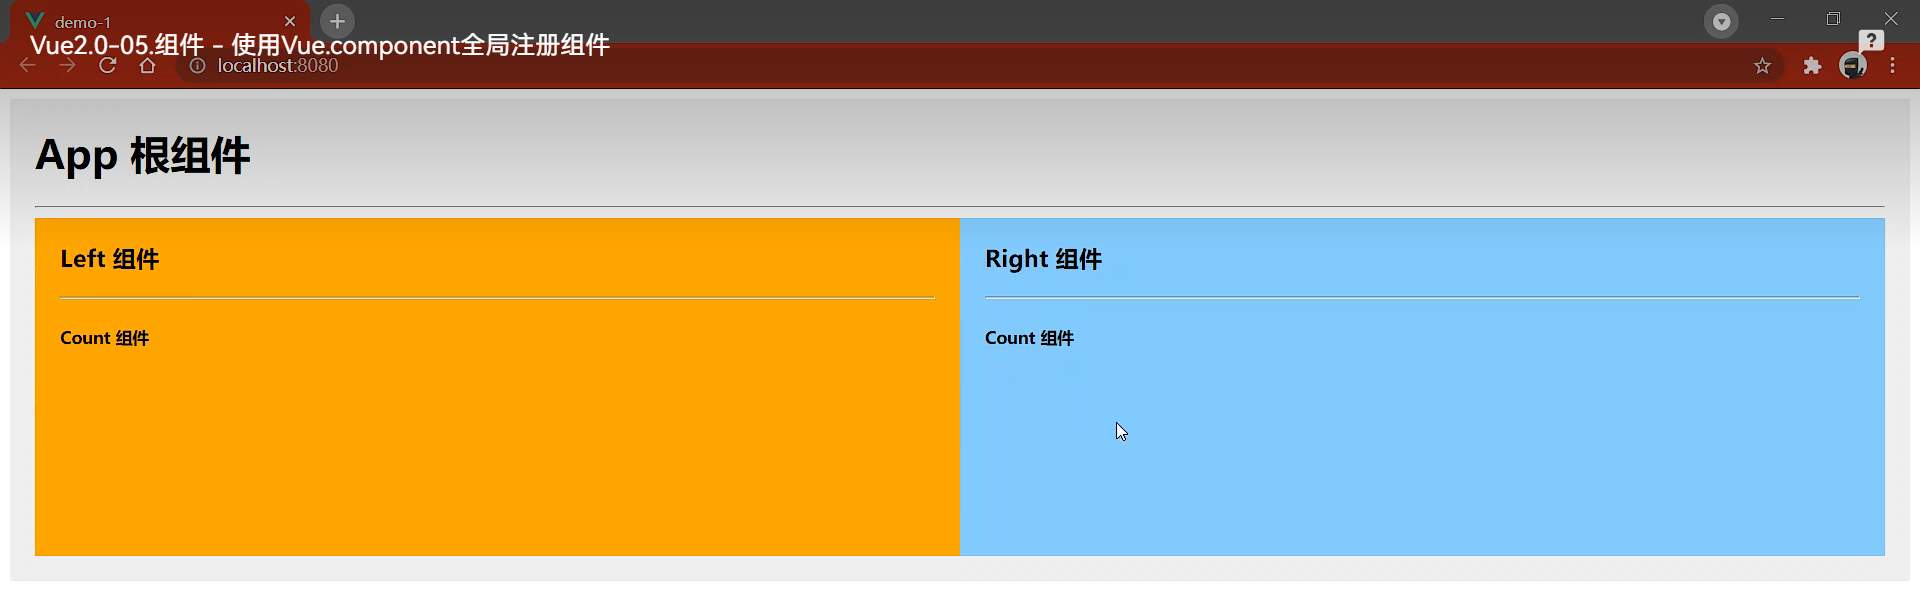 demo-1
Vue2.0-05.组件 - 使用Vue.component全局注册组件
localhost:8080
?
App 根组件
Left 组件
Right 组件
Count 组件
Count 组件